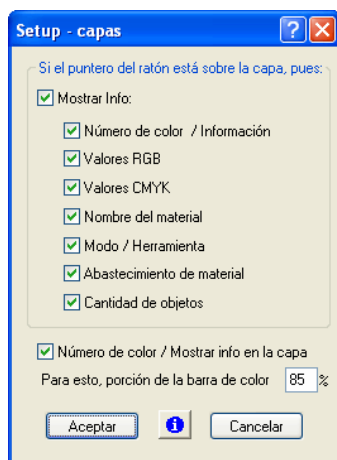 Setup - capas
Si el puntero del ratón está sobre la capa, pues:
Mostrar Info:
Número de color / Información
Valores RGB
Valores CMYK
Nombre del material
Modo / Herramienta
Abastecimiento de material
Cantidad de objetos
Número de color / Mostrar info en la capa
Para esto, porción de la barra de color 85 %
Aceptar Cancelar